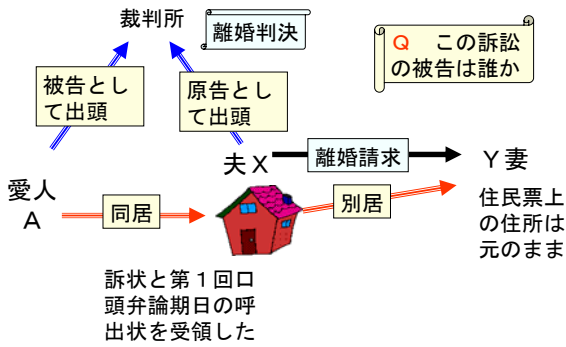 裁判所
離婚判決
Q　この訴訟
の被告は誰か
被告とし
て出頭
原告とし
て出頭
夫X
離婚請求
Y妻
愛人
A
同居
別居
住民票上
の住所は
元のまま
訴状と第１回口
頭弁論期日の呼
出状を受領した